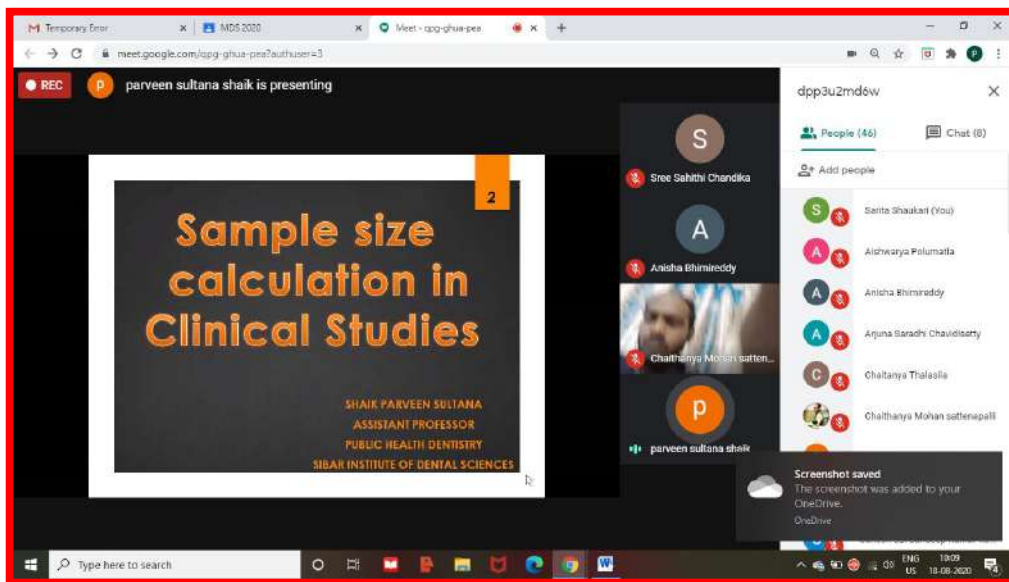 Temporary Error
MDS 2020
Meet - qpg-ghua-pea
meet.google.com/qpg-ghua-pea?authuser=3
REC
p
parveen sultana shaik is presenting
2
Sample size
calculation in
Clinical Studies
SHAIK PARVEEN SULTANA
ASSISTANT PROFESSOR
PUBLIC HEALTH DENTISTRY
SIBAR INSTITUTE OF DENTAL SCIENCES
S
Sree Sahithi Chandika
A
Anisha Bhimireddy
Chaithanya Mohan satten...
p
parveen sultana shaik
dpp3u2md6w
People (46)
Chat (8)
Add people
S
Sarita Shaukari (You)
A
Aishwarya Polumatla
A
Anisha Bhimireddy
A
Arjuna Saradhi Chavidisetty
C
Chaitanya Thalasila
Chaithanya Mohan sattenapalli
Screenshot saved
The screenshot was added to your
OneDrive.
OneDrive
Type here to search
ENG
US
18-08-2020